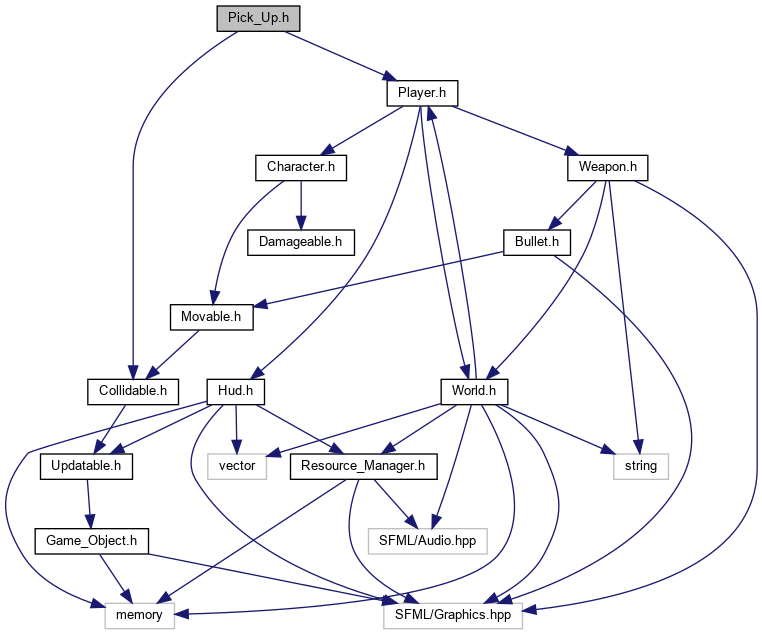 Pick_Up.h
Player.h
Character.h
Weapon.h
Damageable.h
Bullet.h
Movable.h
Collidable.h
Hud.h
World.h
Updatable.h
vector
Resource_Manager.h
string
Game_Object.h
SFML/Audio.hpp
memory
SFML/Graphics.hpp